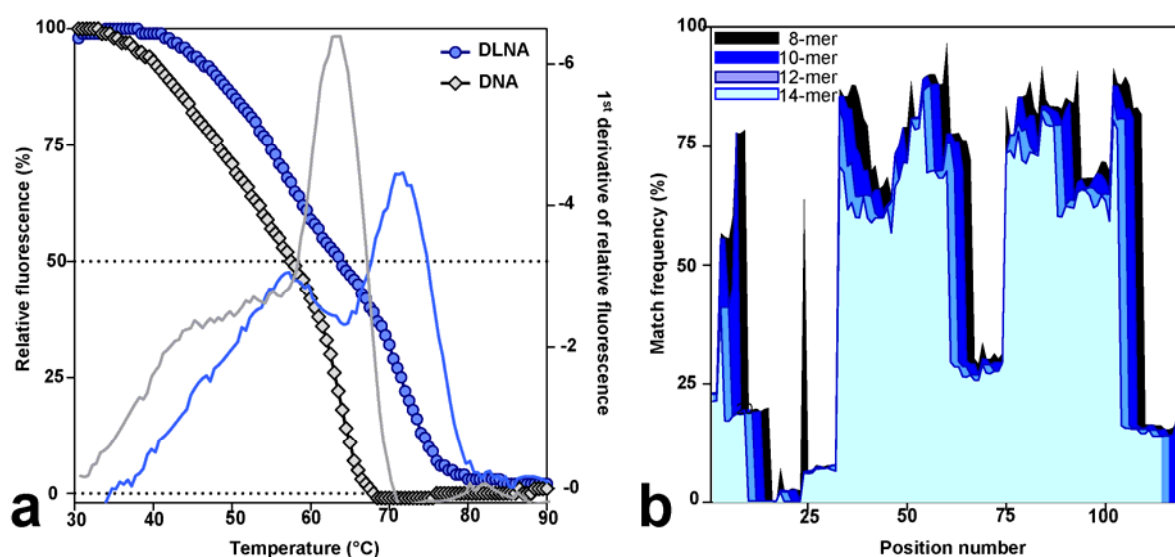 100
75
50
25
0
Relative fluorescence (%)
DLNA
DNA
-6
-4
-2
-0
1st derivative of relative fluorescence
30
40
50
60
70
80
90
Temperature (°C)
a
100
75
50
25
0
Match frequency (%)
8-mer
10-mer
12-mer
14-mer
25
50
75
100
Position number
b